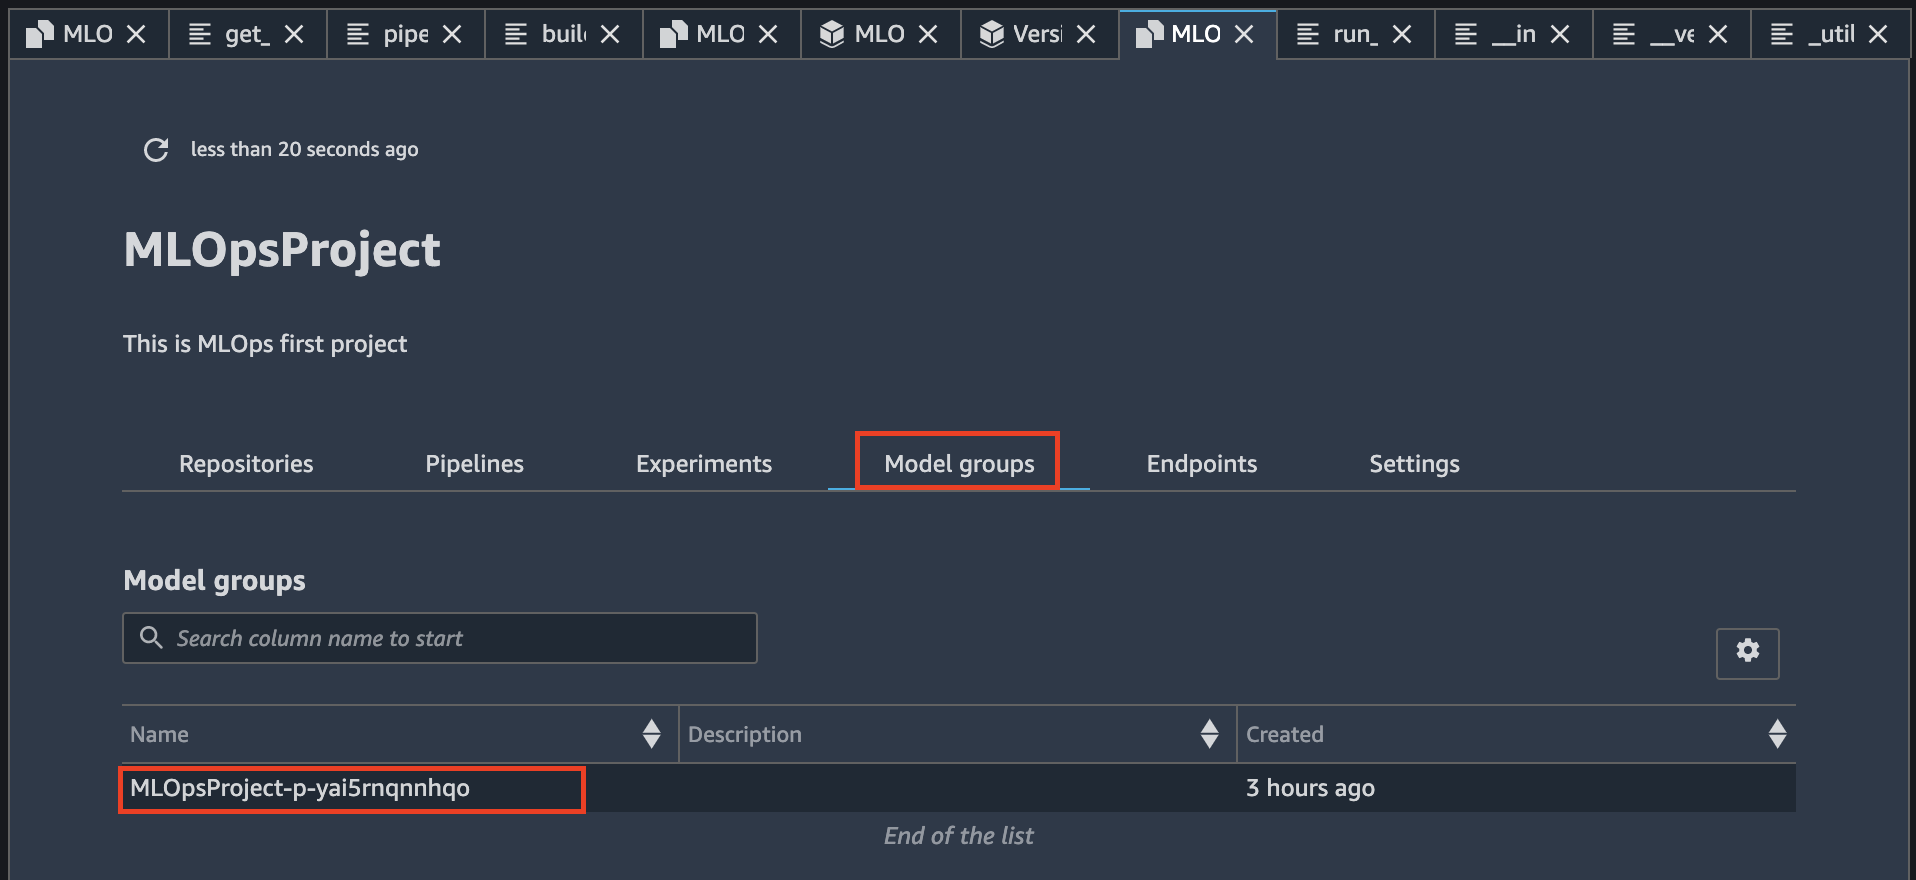 MLO get_ pipe buil MLO MLO Versi MLO run_ __in __ve _util
less than 20 seconds ago
MLOpsProject
This is MLOps first project
Repositories Pipelines Experiments Model groups Endpoints Settings
Model groups
Search column name to start
Name Description Created
MLOpsProject-p-yai5rnqnnhqo 3 hours ago
End of the list